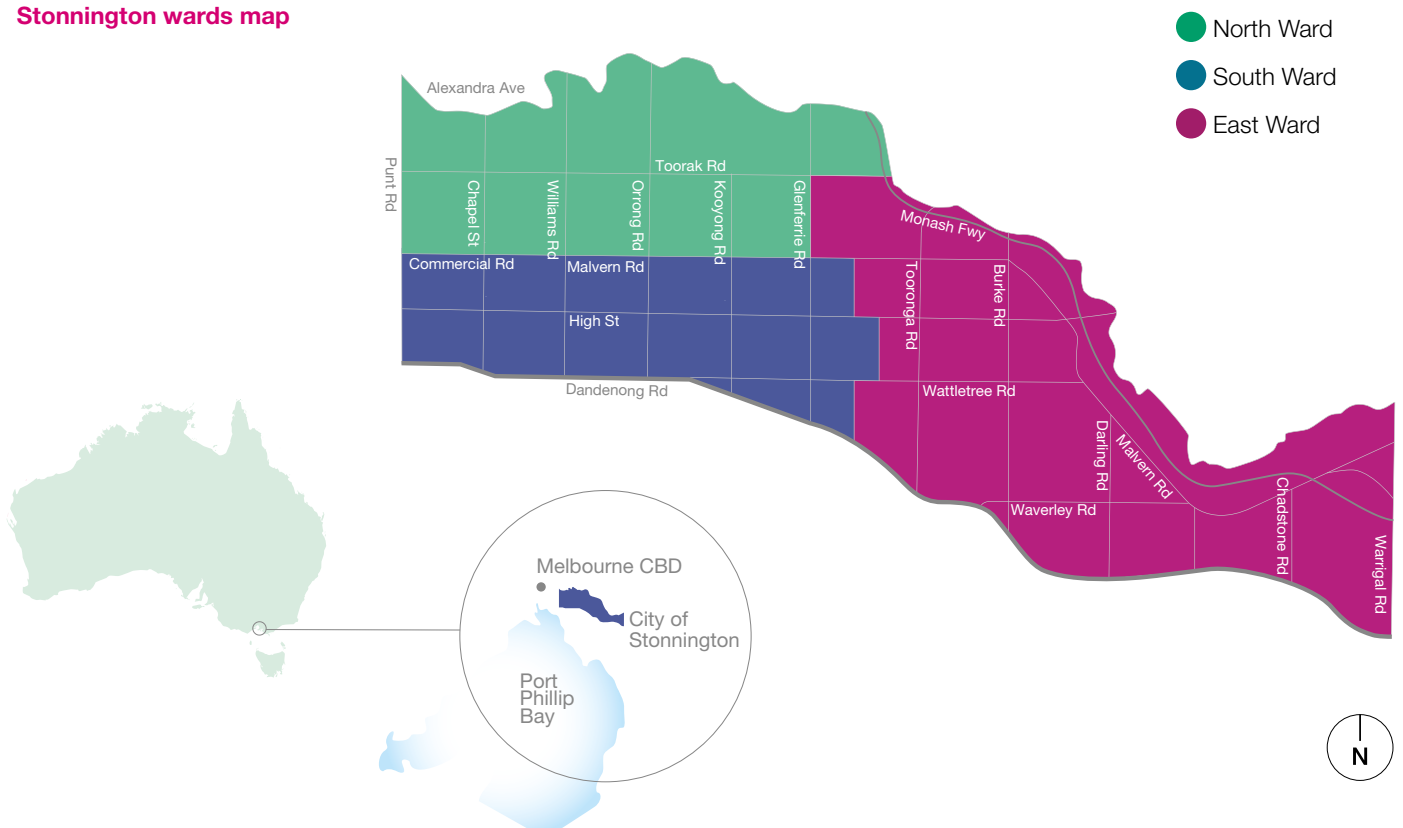 Stonnington wards map
North Ward
South Ward
East Ward
Alexandra Ave
Punt Rd
Toorak Rd
Chapel St
Williams Rd
Orrong Rd
Kooyong Rd
Glenferrie Rd
Monash Fwy
Commercial Rd
Malvern Rd
Tooronga Rd
Burke Rd
High St
Dandenong Rd
Wattletree Rd
Darling Rd
Malvern Rd
Waverley Rd
Chadstone Rd
Warrigal Rd
Melbourne CBD
City of
Stonnington
Port
Phillip
Bay
N